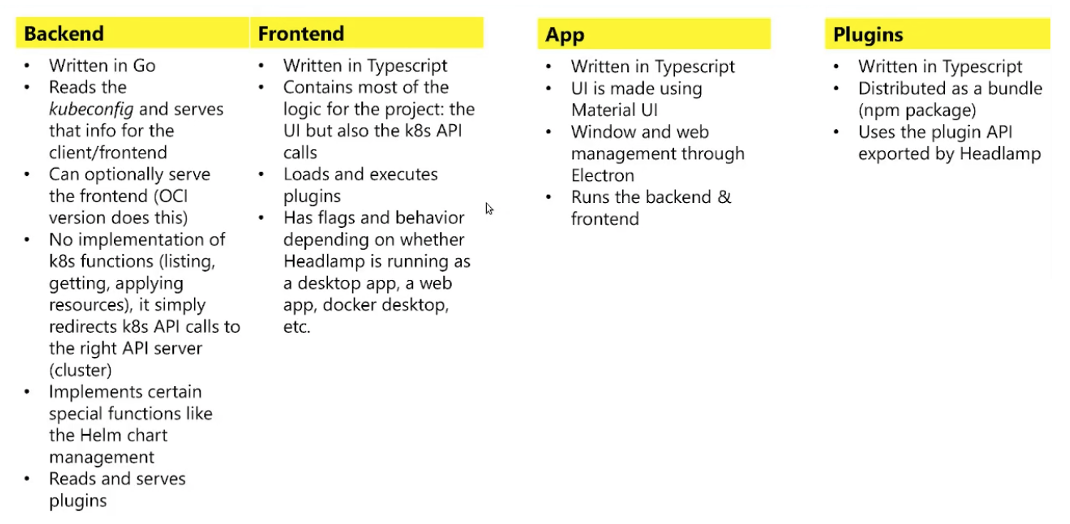 Backend
• Written in Go
• Reads the
kubeconfig and serves
that info for the
client/frontend
• Can optionally serve
the frontend (OCI
version does this)
• No implementation of
k8s functions (listing,
getting, applying
resources), it simply
redirects k8s API calls to
the right API server
(cluster)
• Implements certain
special functions like
the Helm chart
management
• Reads and serves
plugins
Frontend
• Written in Typescript
• Contains most of the
logic for the project: the
UI but also the k8s API
calls
• Loads and executes
plugins
• Has flags and behavior
depending on whether
Headlamp is running as
a desktop app, a web
app, docker desktop,
etc.
App
• Written in Typescript
• UI is made using
Material UI
• Window and web
management through
Electron
• Runs the backend &
frontend
Plugins
• Written in Typescript
• Distributed as a bundle
(npm package)
• Uses the plugin API
exported by Headlamp